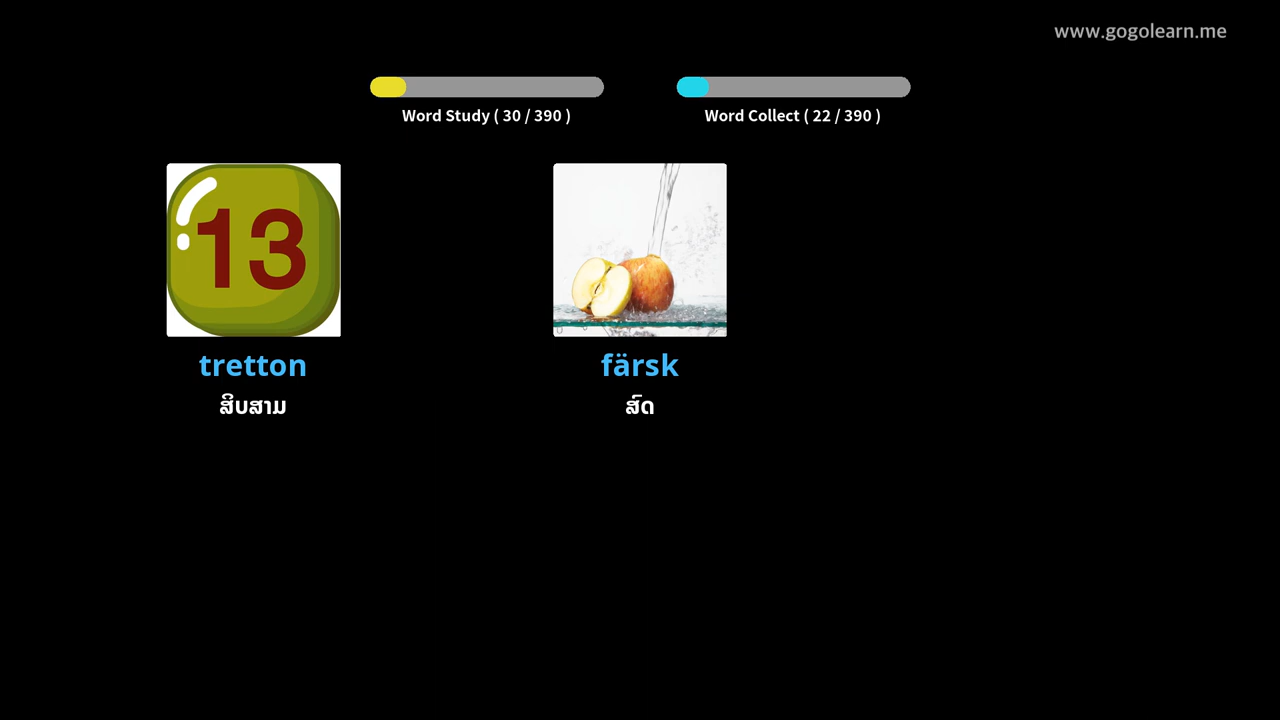 www.gogolearn.me
Word Study ( 30 / 390 )
Word Collect ( 22 / 390 )
13
tretton
ສິບສາມ
färsk
ສົດ